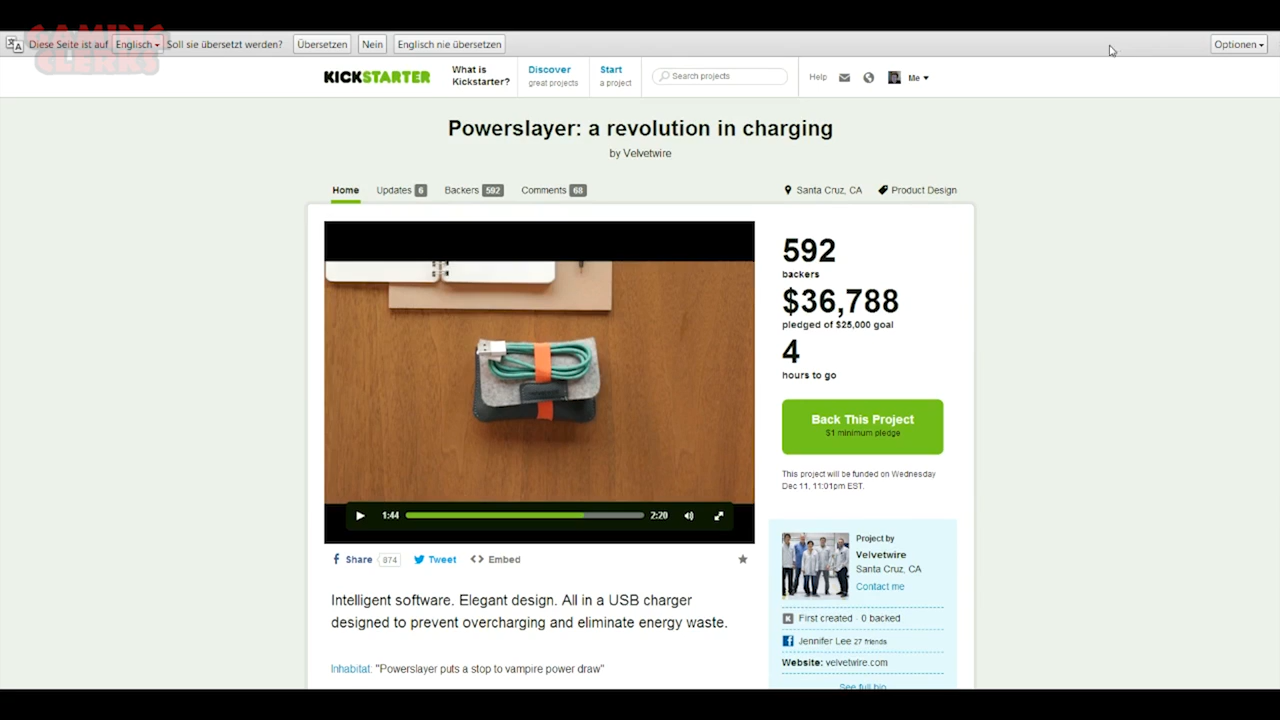 GAMING
CLERKS
Diese Seite ist auf Englisch Soll sie übersetzt werden? Übersetzen Nein Englisch nie übersetzen Optionen
KICKSTARTER
What is
Kickstarter?
Discover
great projects
Start
a project
Search projects
Help
Me
Powerslayer: a revolution in charging
by Velvetwire
Home Updates 6 Backers 592 Comments 68
Santa Cruz, CA Product Design
592
backers
$36,788
pledged of $25,000 goal
4
hours to go
Back This Project
$1 minimum pledge
This project will be funded on Wednesday
Dec 11, 11:01pm EST.
1:44 2:20
Share 874 Tweet Embed
Intelligent software. Elegant design. All in a USB charger
designed to prevent overcharging and eliminate energy waste.
Inhabitat: "Powerslayer puts a stop to vampire power draw"
Project by
Velvetwire
Santa Cruz, CA
Contact me
First created · 0 backed
Jennifer Lee 27 friends
Website: velvetwire.com
See full bio